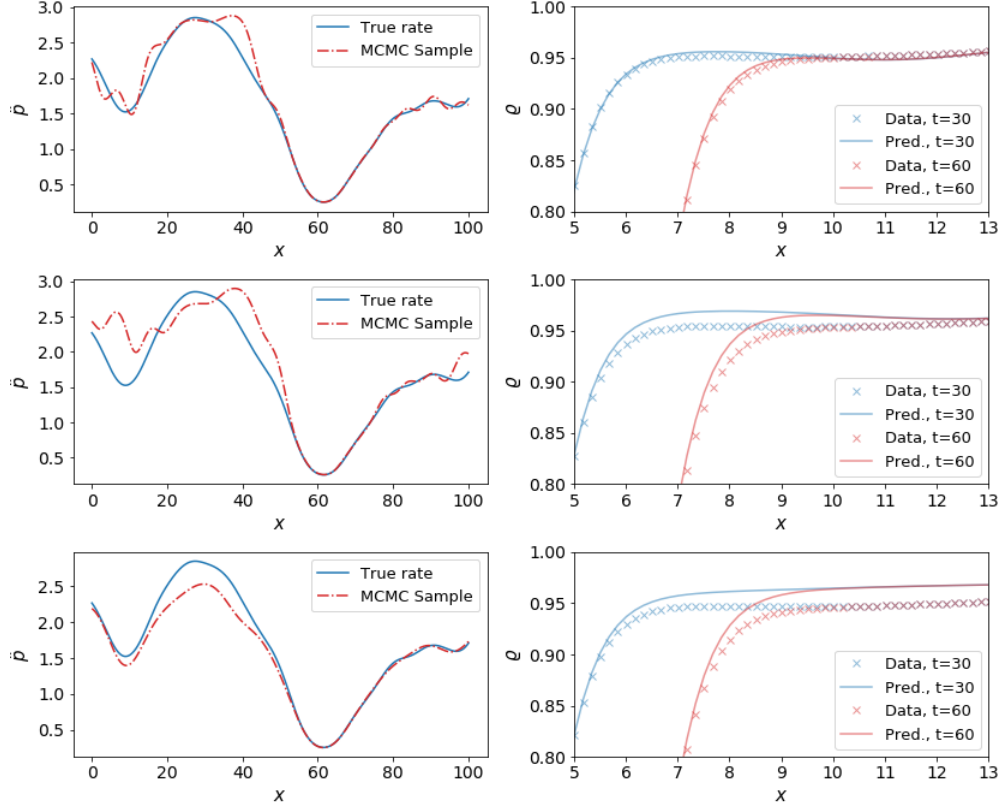 3.0
2.5
2.0
1.5
1.0
0.5
p̈
True rate
MCMC Sample
0 20 40 60 80 100
x
1.00
0.95
0.90
0.85
0.80
ϱ
Data, t=30
Pred., t=30
Data, t=60
Pred., t=60
5 6 7 8 9 10 11 12 13
x
3.0
2.5
2.0
1.5
1.0
0.5
p̈
True rate
MCMC Sample
0 20 40 60 80 100
x
1.00
0.95
0.90
0.85
0.80
ϱ
Data, t=30
Pred., t=30
Data, t=60
Pred., t=60
5 6 7 8 9 10 11 12 13
x
2.5
2.0
1.5
1.0
0.5
p̈
True rate
MCMC Sample
0 20 40 60 80 100
x
1.00
0.95
0.90
0.85
0.80
ϱ
Data, t=30
Pred., t=30
Data, t=60
Pred., t=60
5 6 7 8 9 10 11 12 13
x